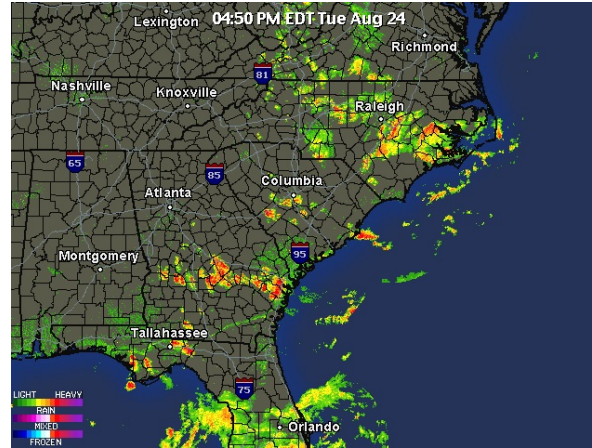 04:50 PM EDT Tue Aug 24
Lexington
Richmond
81
Nashville
Knoxville
Raleigh
65
85
Columbia
Atlanta
95
Montgomery
Tallahassee
75
Orlando
LIGHT HEAVY
RAIN
MIXED
FROZEN